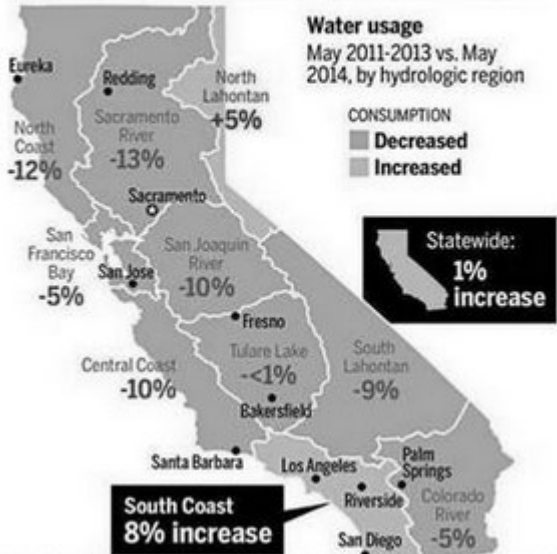 Water usage
May 2011-2013 vs. May
2014, by hydrologic region
CONSUMPTION
Decreased
Increased
Eureka
Redding
North
Lahontan
+5%
North
Coast
-12%
Sacramento
River
-13%
Sacramento
San
Francisco
Bay
-5%
San Jose
San Joaquin
River
-10%
Statewide:
1%
increase
Fresno
Central Coast
-10%
Tulare Lake
-<1%
Bakersfield
South
Lahontan
-9%
Santa Barbara
Los Angeles
Palm
Springs
Riverside
Colorado
River
-5%
South Coast
8% increase
San Diego